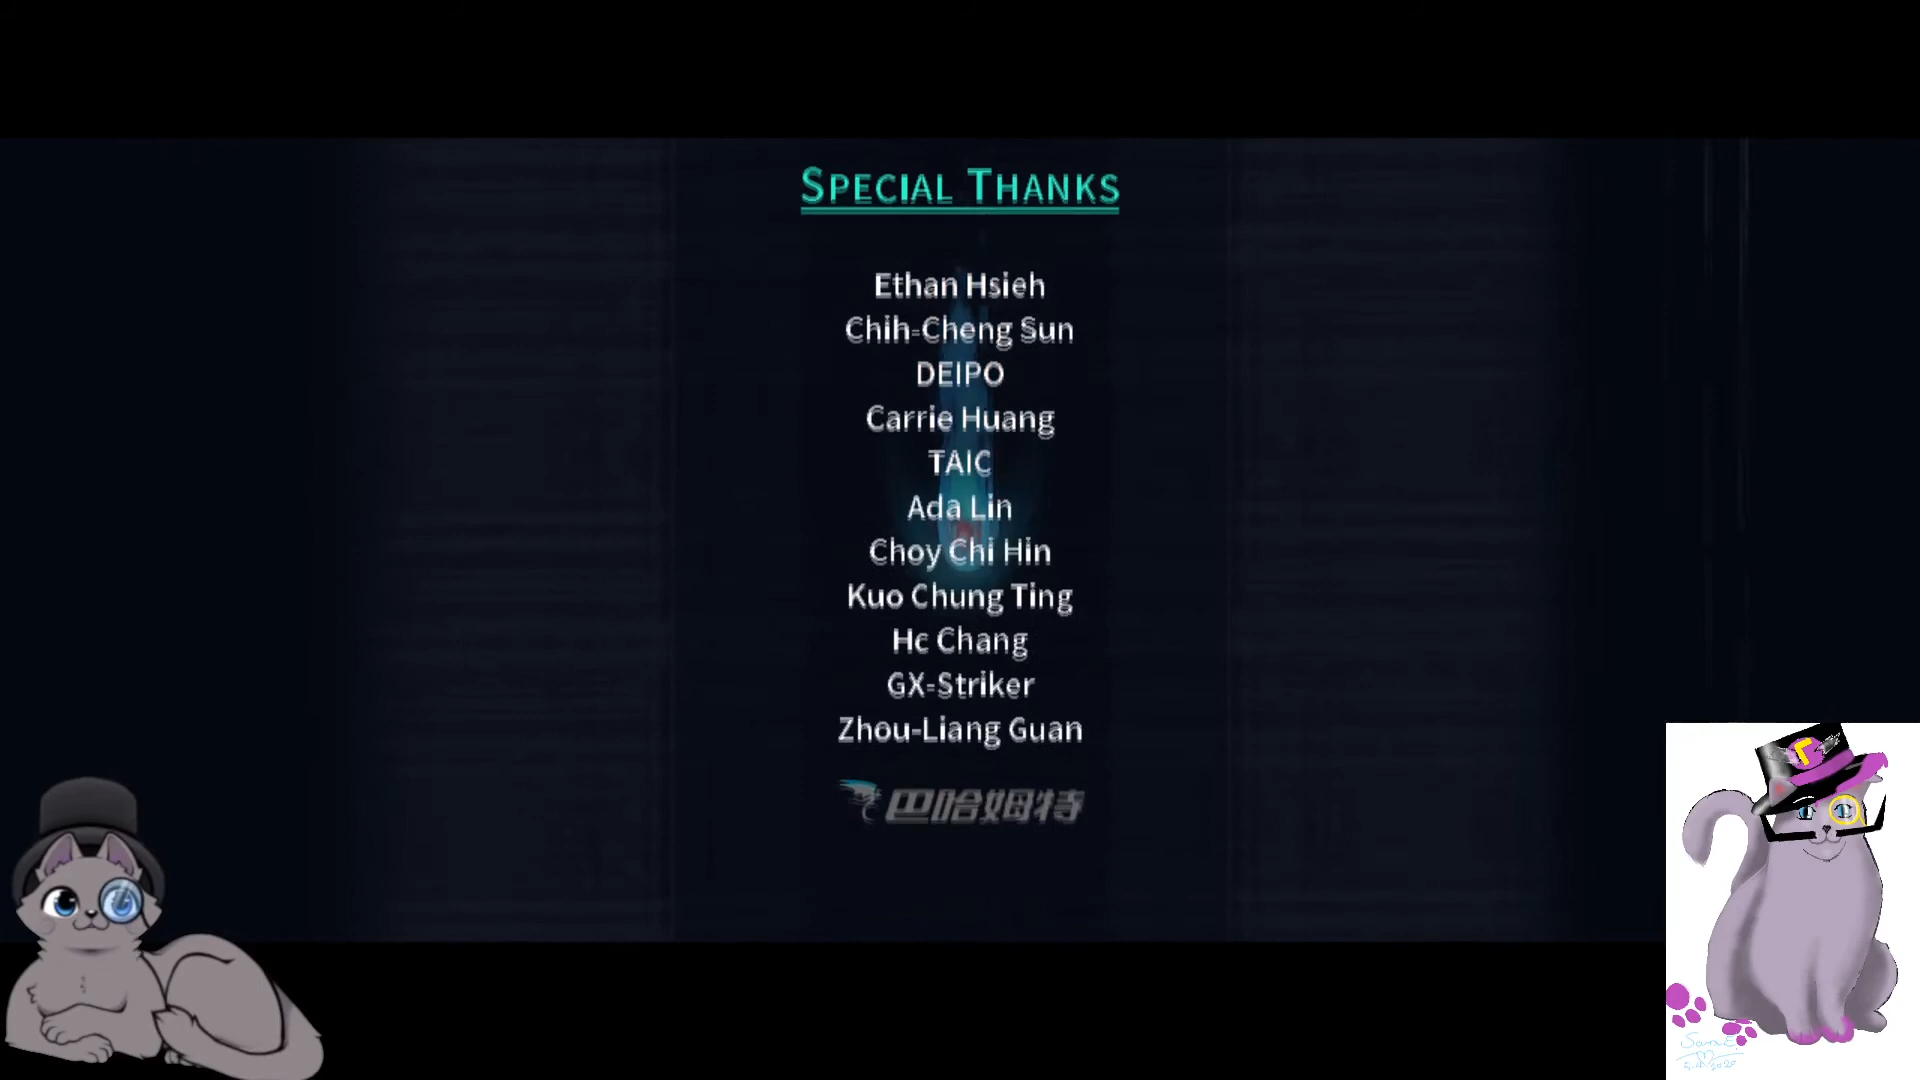 SPECIAL THANKS
Ethan Hsieh
Chih-Cheng Sun
DEIPO
Carrie Huang
TAIC
Ada Lin
Choy Chi Hin
Kuo Chung Ting
Hc Chang
GX-Striker
Zhou-Liang Guan
巴哈姆特